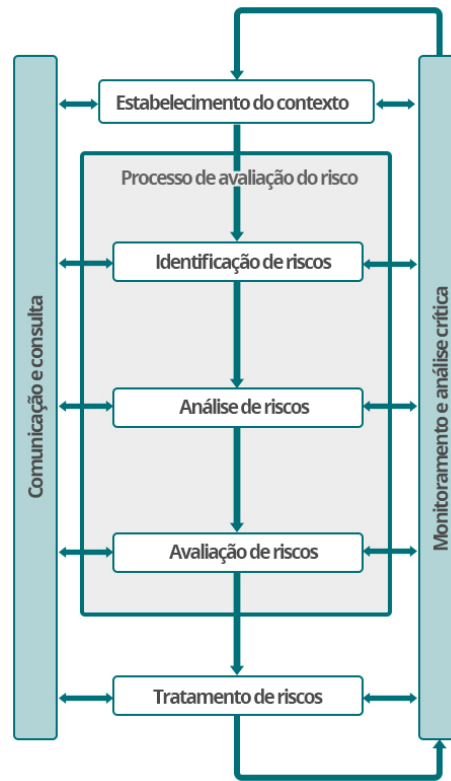 Estabelecimento do contexto
Processo de avaliação do risco
Identificação de riscos
Análise de riscos
Avaliação de riscos
Tratamento de riscos
Comunicação e consulta
Monitoramento e análise crítica